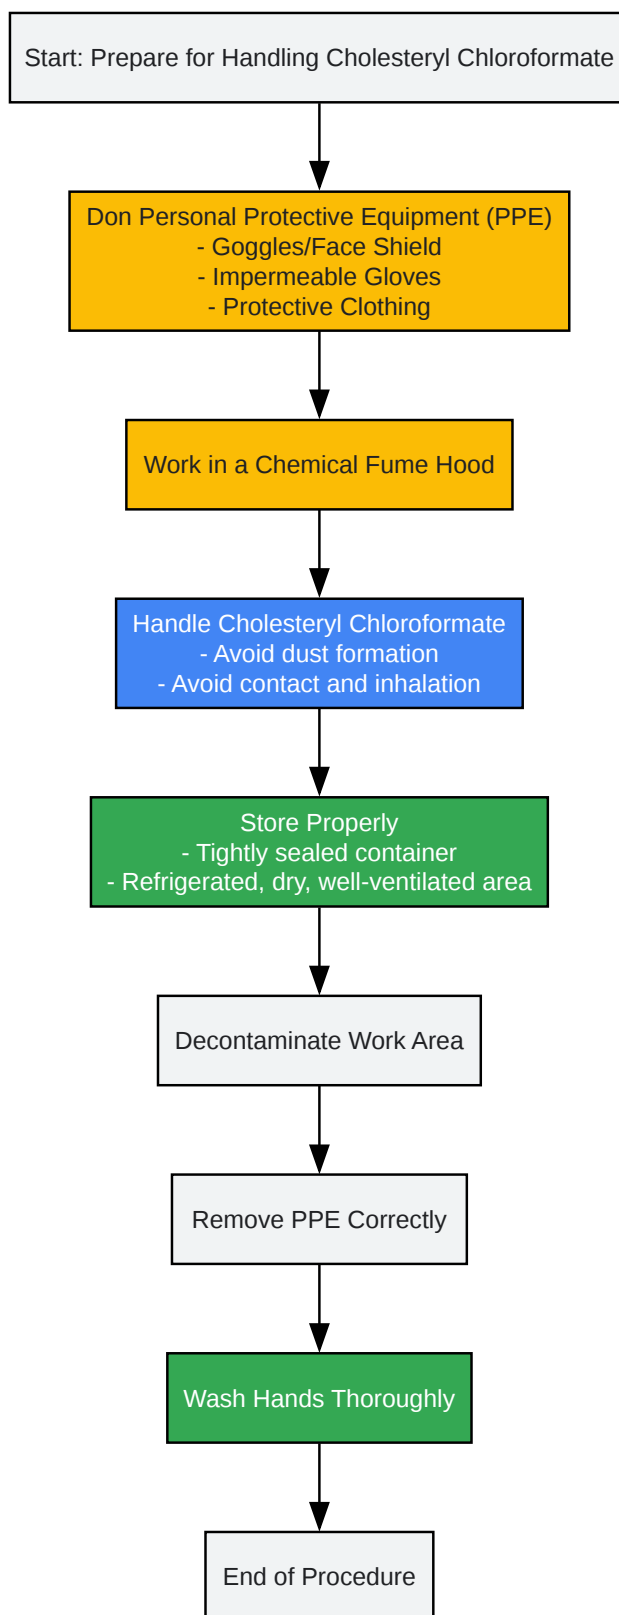 Start: Prepare for Handling Cholesteryl Chloroformate
Don Personal Protective Equipment (PPE)
- Goggles/Face Shield
- Impermeable Gloves
- Protective Clothing
Work in a Chemical Fume Hood
Handle Cholesteryl Chloroformate
- Avoid dust formation
- Avoid contact and inhalation
Store Properly
- Tightly sealed container
- Refrigerated, dry, well-ventilated area
Decontaminate Work Area
Remove PPE Correctly
Wash Hands Thoroughly
End of Procedure